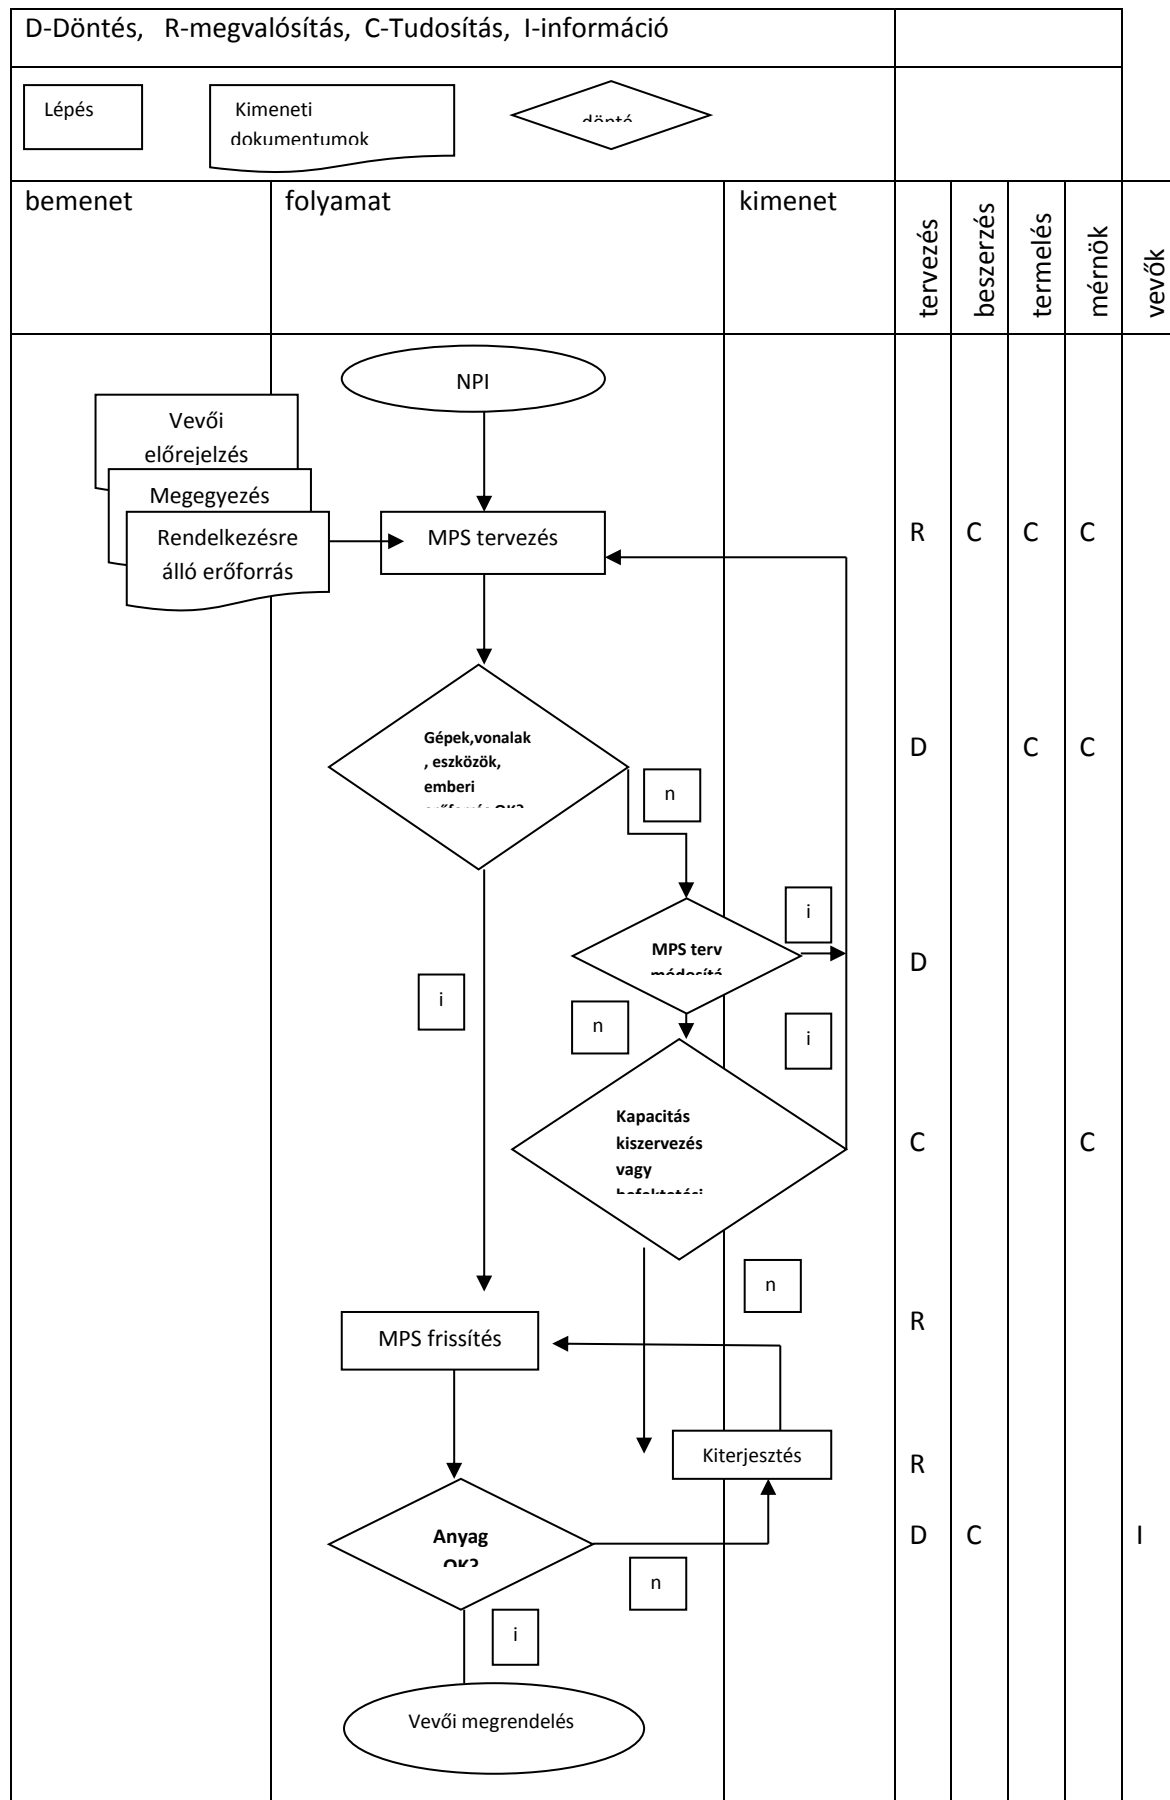 D-Döntés, R-megvalósítás, C-Tudosítás, I-információ
Lépés
Kimeneti
dokumentumok
bemenet
folyamat
kimenet
tervezés
beszerzés
termelés
mérnök
vevők
NPI
Vevői
előrejelzés
Megegyezés
Rendelkezésre
álló erőforrás
MPS tervezés
R C C C
Gépek,vonalak
, eszközök,
emberi
D C C
n
i
MPS terv
D
i
n
i
Kapacitás
kiszervezés
vagy
C C
n
MPS frissítés
R
Kiterjesztés
R
Anyag
OK?
D C I
n
i
Vevői megrendelés